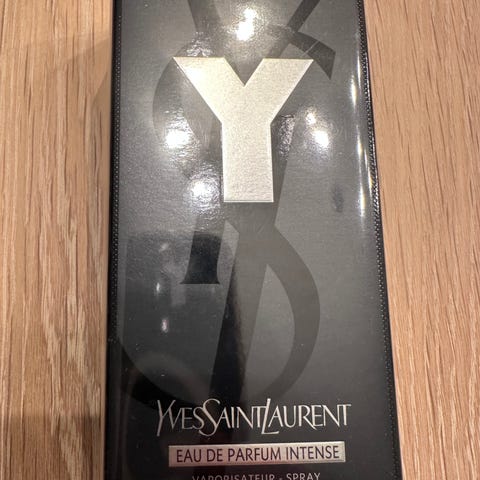 Y
YVESSAINTLAURENT
EAU DE PARFUM INTENSE
VAPORISATEUR - SPRAY